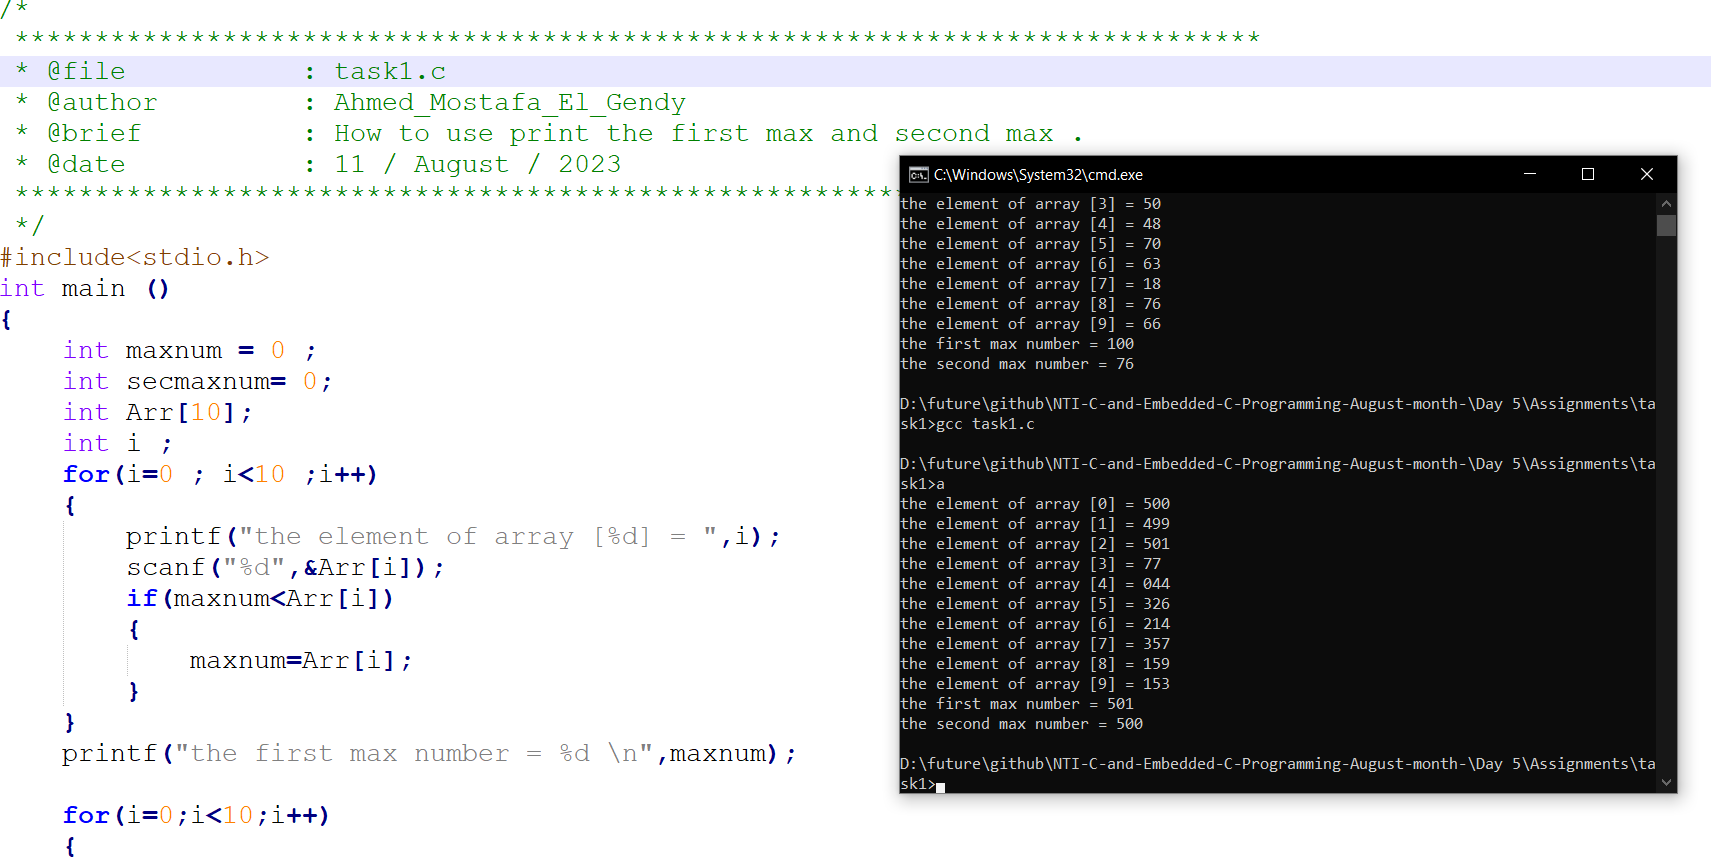 /*
 ******************************************************************************
 * @file           : task1.c
 * @author         : Ahmed_Mostafa_El_Gendy
 * @brief          : How to use print the first max and second max .
 * @date           : 11 / August / 2023
 ********************************************************
 */
#include<stdio.h>
int main ()
{
    int maxnum = 0 ;
    int secmaxnum= 0;
    int Arr[10];
    int i ;
    for(i=0 ; i<10 ;i++)
    {
        printf("the element of array [%d] = ",i);
        scanf("%d",&Arr[i]);
        if(maxnum<Arr[i])
        {
            maxnum=Arr[i];
        }
    }
    printf("the first max number = %d \n",maxnum);
    for(i=0;i<10;i++)
    {
C:\Windows\System32\cmd.exe
the element of array [3] = 50
the element of array [4] = 48
the element of array [5] = 70
the element of array [6] = 63
the element of array [7] = 18
the element of array [8] = 76
the element of array [9] = 66
the first max number = 100
the second max number = 76
D:\future\github\NTI-C-and-Embedded-C-Programming-August-month-\Day 5\Assignments\ta
sk1>gcc task1.c
D:\future\github\NTI-C-and-Embedded-C-Programming-August-month-\Day 5\Assignments\ta
sk1>a
the element of array [0] = 500
the element of array [1] = 499
the element of array [2] = 501
the element of array [3] = 77
the element of array [4] = 044
the element of array [5] = 326
the element of array [6] = 214
the element of array [7] = 357
the element of array [8] = 159
the element of array [9] = 153
the first max number = 501
the second max number = 500
D:\future\github\NTI-C-and-Embedded-C-Programming-August-month-\Day 5\Assignments\ta
sk1>